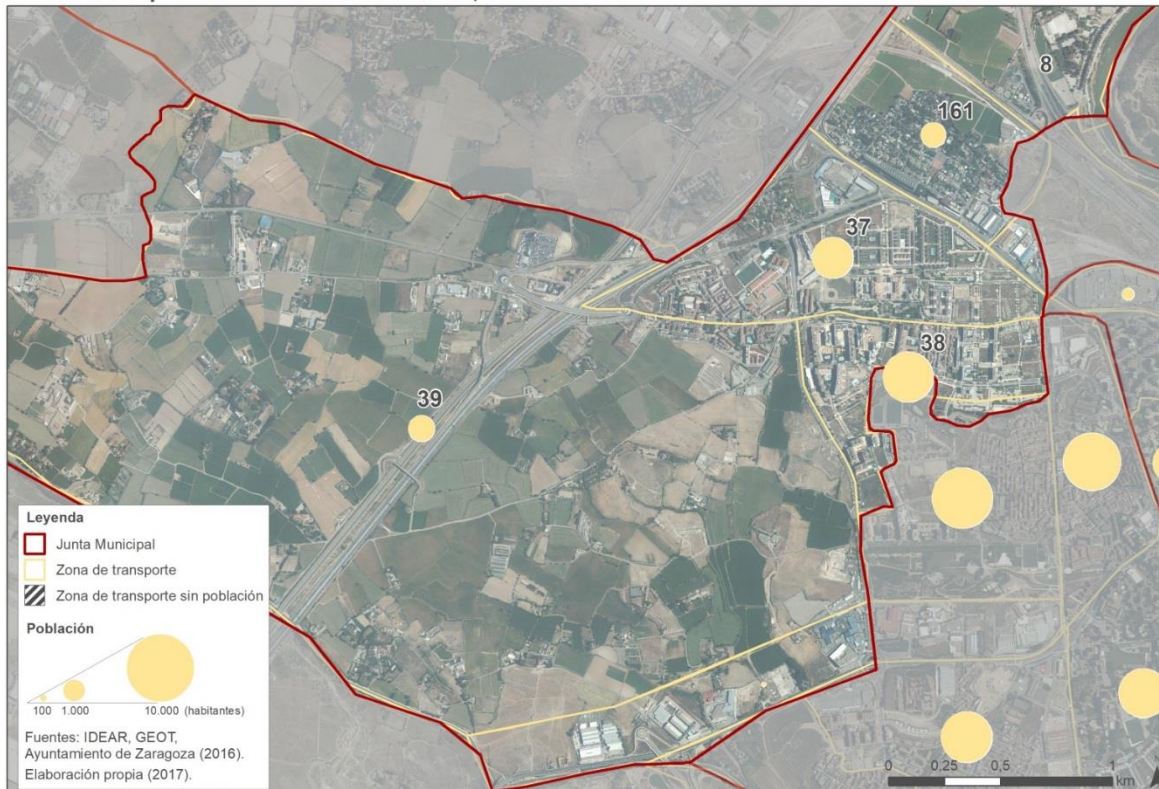 8
161
37
38
39
Leyenda
Junta Municipal
Zona de transporte
Zona de transporte sin población
Población
100 1.000 10.000 (habitantes)
Fuentes: IDEAR, GEOT,
Ayuntamiento de Zaragoza (2016).
Elaboración propia (2017).
0 0,25 0,5 1
km